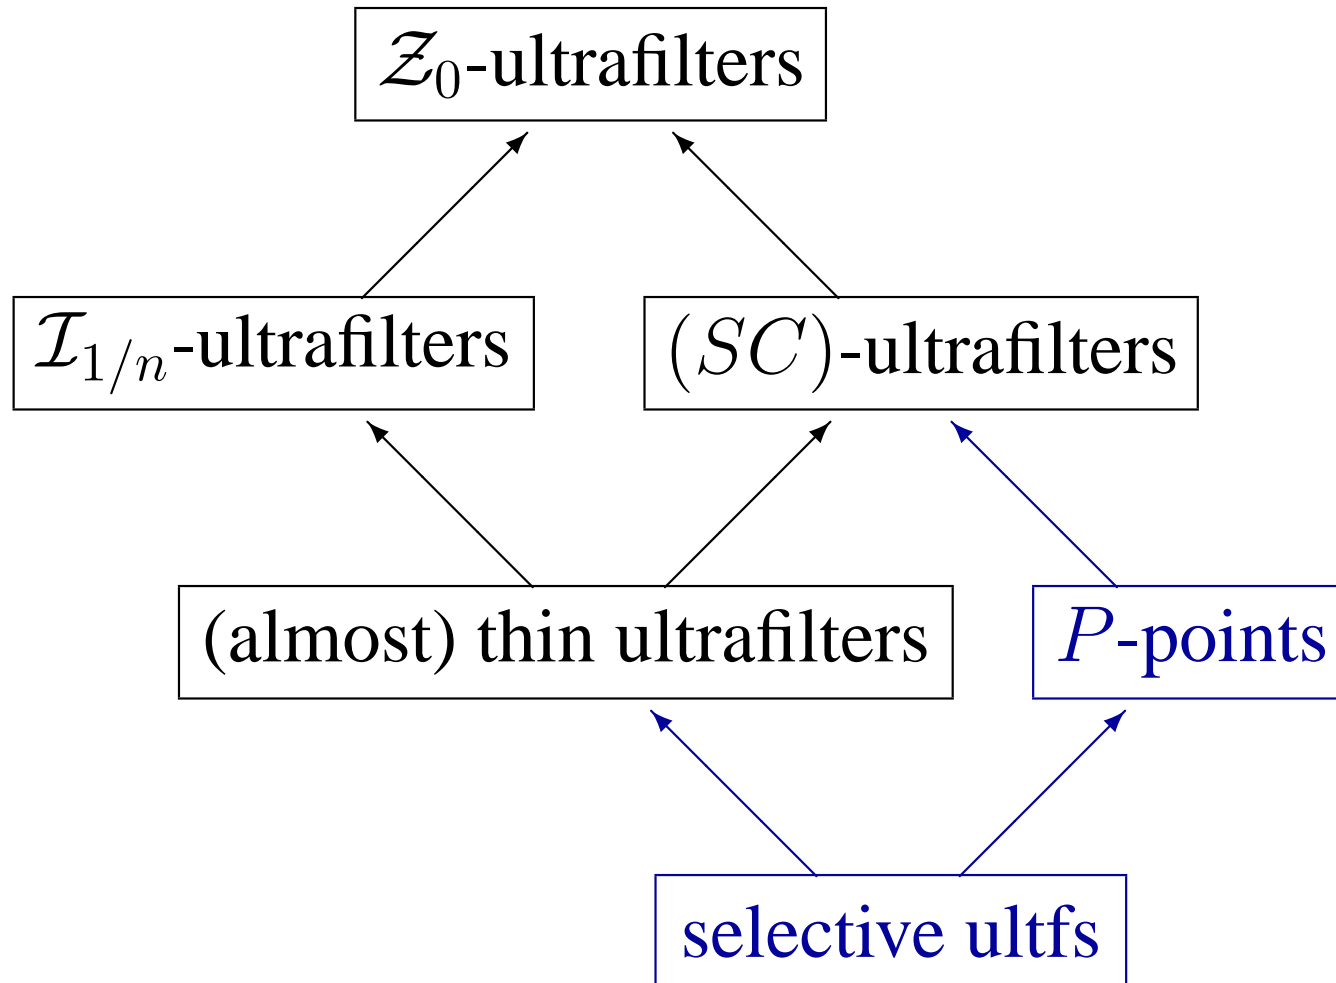 𝒵₀-ultrafilters
ℐ₁/ₙ-ultrafilters
(SC)-ultrafilters
(almost) thin ultrafilters
P-points
selective ultfs